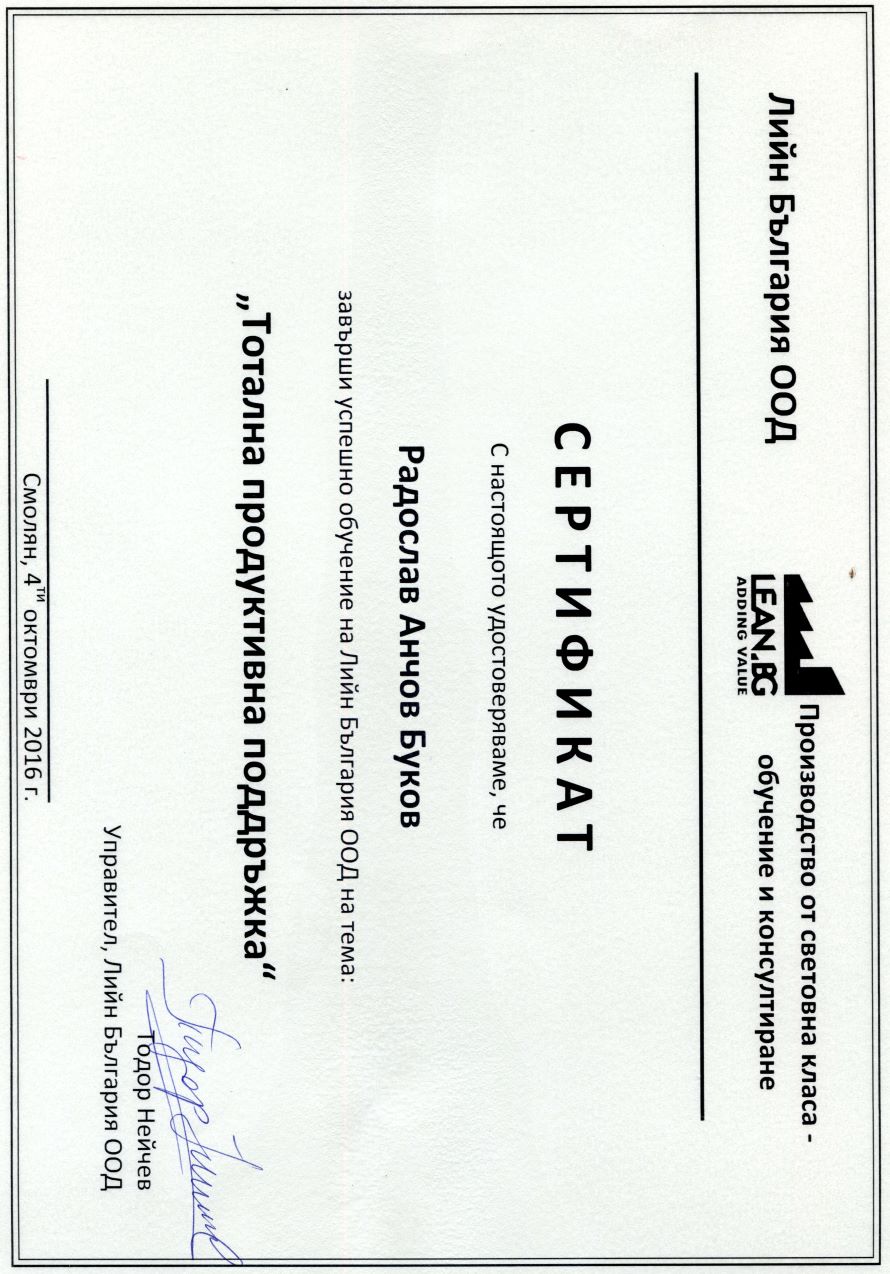 Лийн България ООД
LEAN.BG
ADDING VALUE
Производство от световна класа -
обучение и консултиране
СЕРТИФИКАТ
С настоящото удостоверяваме, че
Радослав Анчов Буков
завърши успешно обучение на Лийн България ООД на тема:
„Тотална продуктивна поддръжка“
Тодор Нейчев
Управител, Лийн България ООД
Смолян, 4ти октомври 2016 г.